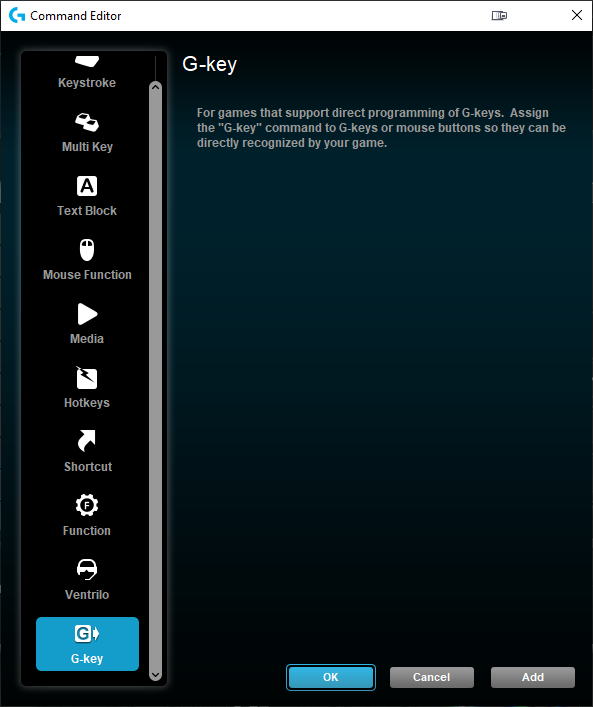 Command Editor
Keystroke
Multi Key
A
Text Block
Mouse Function
Media
Hotkeys
Shortcut
F
Function
Ventrilo
G
G-key
G-key
For games that support direct programming of G-keys.  Assign
the "G-key" command to G-keys or mouse buttons so they can be
directly recognized by your game.
OK
Cancel
Add